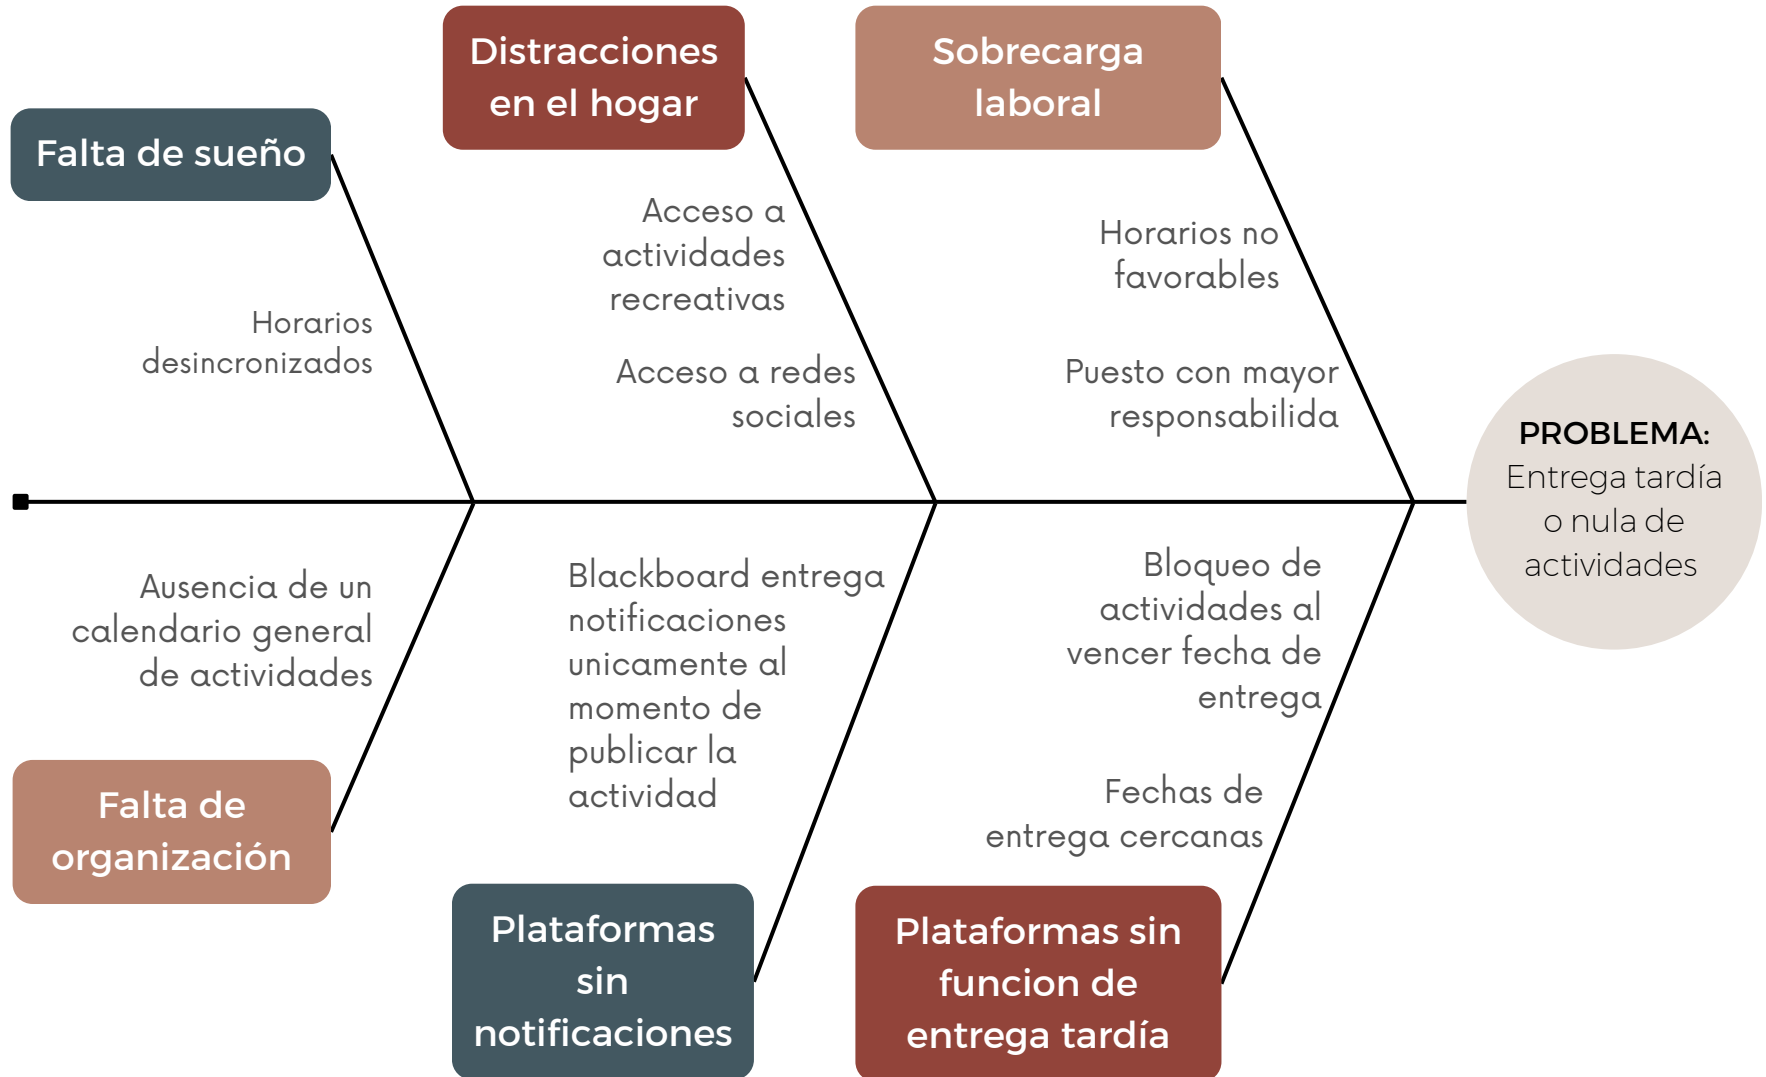 Distracciones
en el hogar
Sobrecarga
laboral
Falta de sueño
Acceso a
actividades
recreativas
Horarios no
favorables
Horarios
desincronizados
Acceso a redes
sociales
Puesto con mayor
responsabilida
PROBLEMA:
Entrega tardía
o nula de
actividades
Ausencia de un
calendario general
de actividades
Blackboard entrega
notificaciones
unicamente al
momento de
publicar la
actividad
Bloqueo de
actividades al
vencer fecha de
entrega
Fechas de
entrega cercanas
Falta de
organización
Plataformas
sin
notificaciones
Plataformas sin
funcion de
entrega tardía